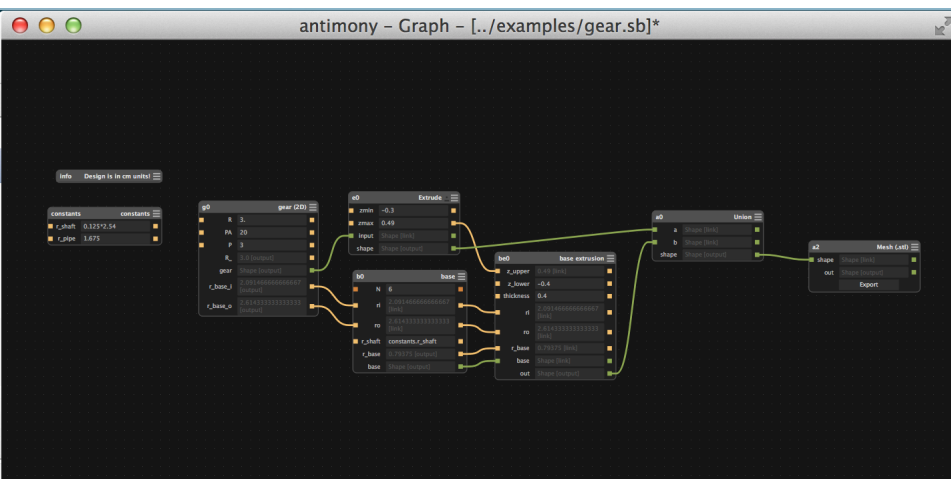 antimony – Graph – [../examples/gear.sb]*
info Design is in cm units!
constants constants
r_shaft 0.125*2.54
r_pipe 1.675
g0 gear (2D)
R 3.
PA 20
P 3
R_ 3.0 [output]
gear Shape [output]
r_base_i 2.091466666666667
[output]
r_base_o 2.614333333333333
[output]
e0 Extrude
zmin -0.3
zmax 0.49
input Shape [link]
shape Shape [output]
b0 base
N 6
ri 2.091466666666667
[link]
ro 2.614333333333333
[link]
r_shaft constants.r_shaft
r_base 0.79375 [output]
base Shape [output]
be0 base extrusion
z_upper 0.49 [link]
z_lower -0.4
thickness 0.4
ri 2.091466666666667
[link]
ro 2.614333333333333
[link]
r_base 0.79375 [link]
base Shape [link]
out Shape [output]
a0 Union
a Shape [link]
b Shape [link]
shape Shape [output]
a2 Mesh (.stl)
shape Shape [link]
out Shape [output]
Export